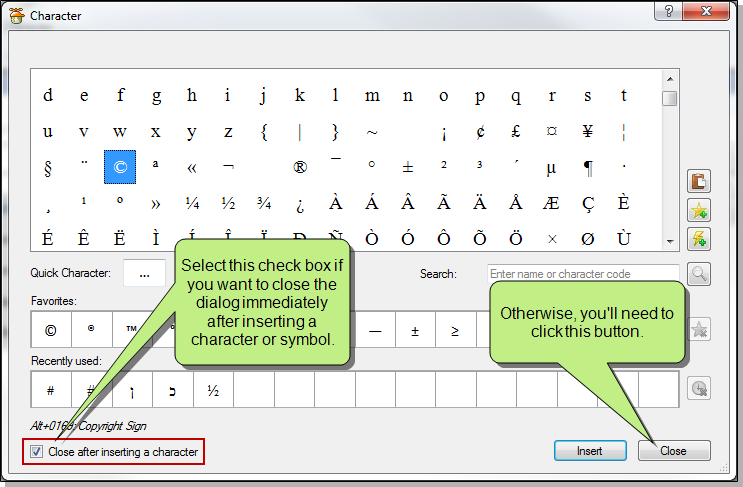 Character
d e f g h i j k l m n o p q r s t
u v w x y z { | } ~ ¡ ¢ £ ¤ ¥ ¦
§ ¨ © ª « ¬ ® ¯ ° ± ² ³ ´ µ ¶ ·
¸ ¹ º » ¼ ½ ¾ ¿ À Á Â Ã Ä Å Æ Ç È
É Ê Ë Ì Í Î Ï Ð Ñ Ò Ó Ô Õ Ö × Ø Ù
Quick Character: ...
Search: Enter name or character code
Favorites:
© ® ™ — ± ≥
Recently used:
# # ½
Alt+0169: Copyright Sign
Close after inserting a character
Insert Close
Select this check box if
you want to close the
dialog immediately
after inserting a
character or symbol.
Otherwise, you'll need to
click this button.